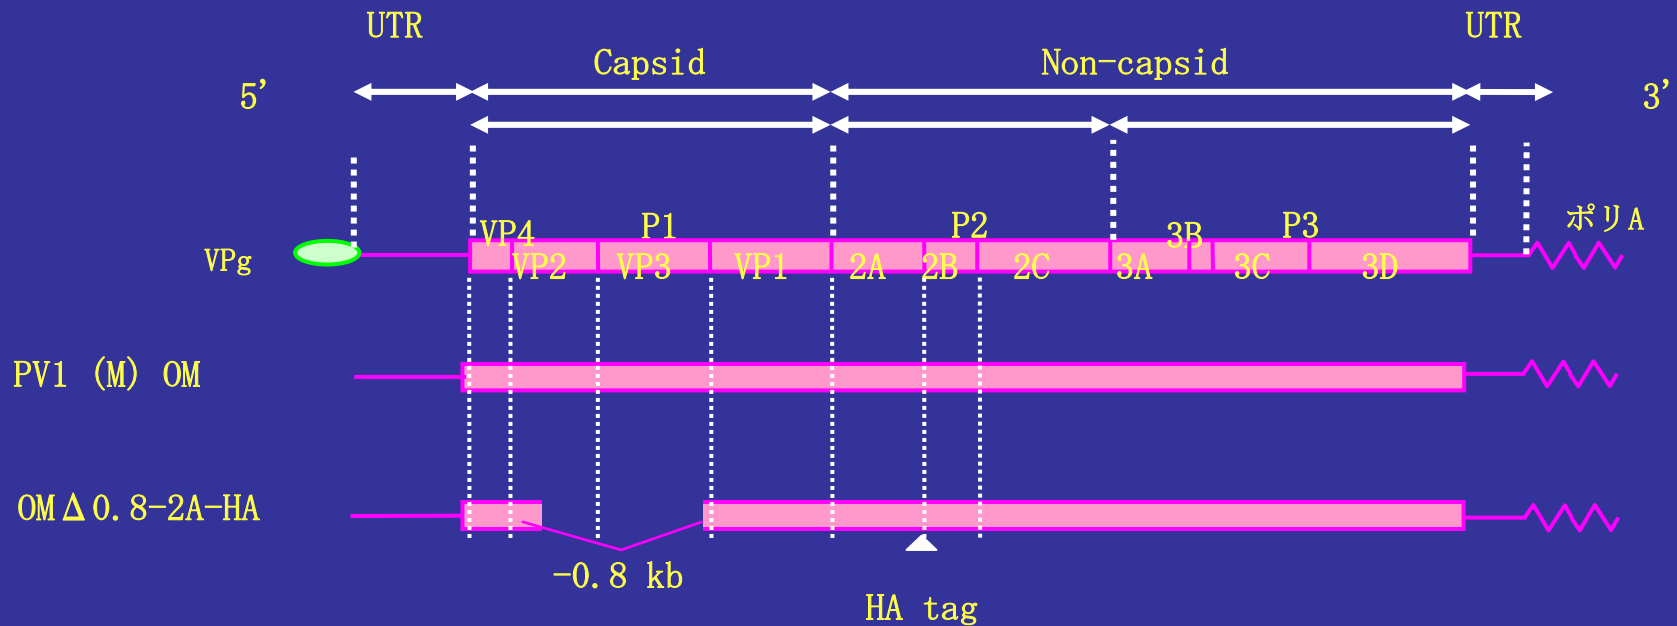 UTR UTR
Capsid Non-capsid
5' 3'
VP4 P1 P2 3B P3 ポリA
VPg VP2 VP3 VP1 2A 2B 2C 3A 3C 3D
PV1 (M) OM
OMΔ0.8-2A-HA
-0.8 kb
HA tag